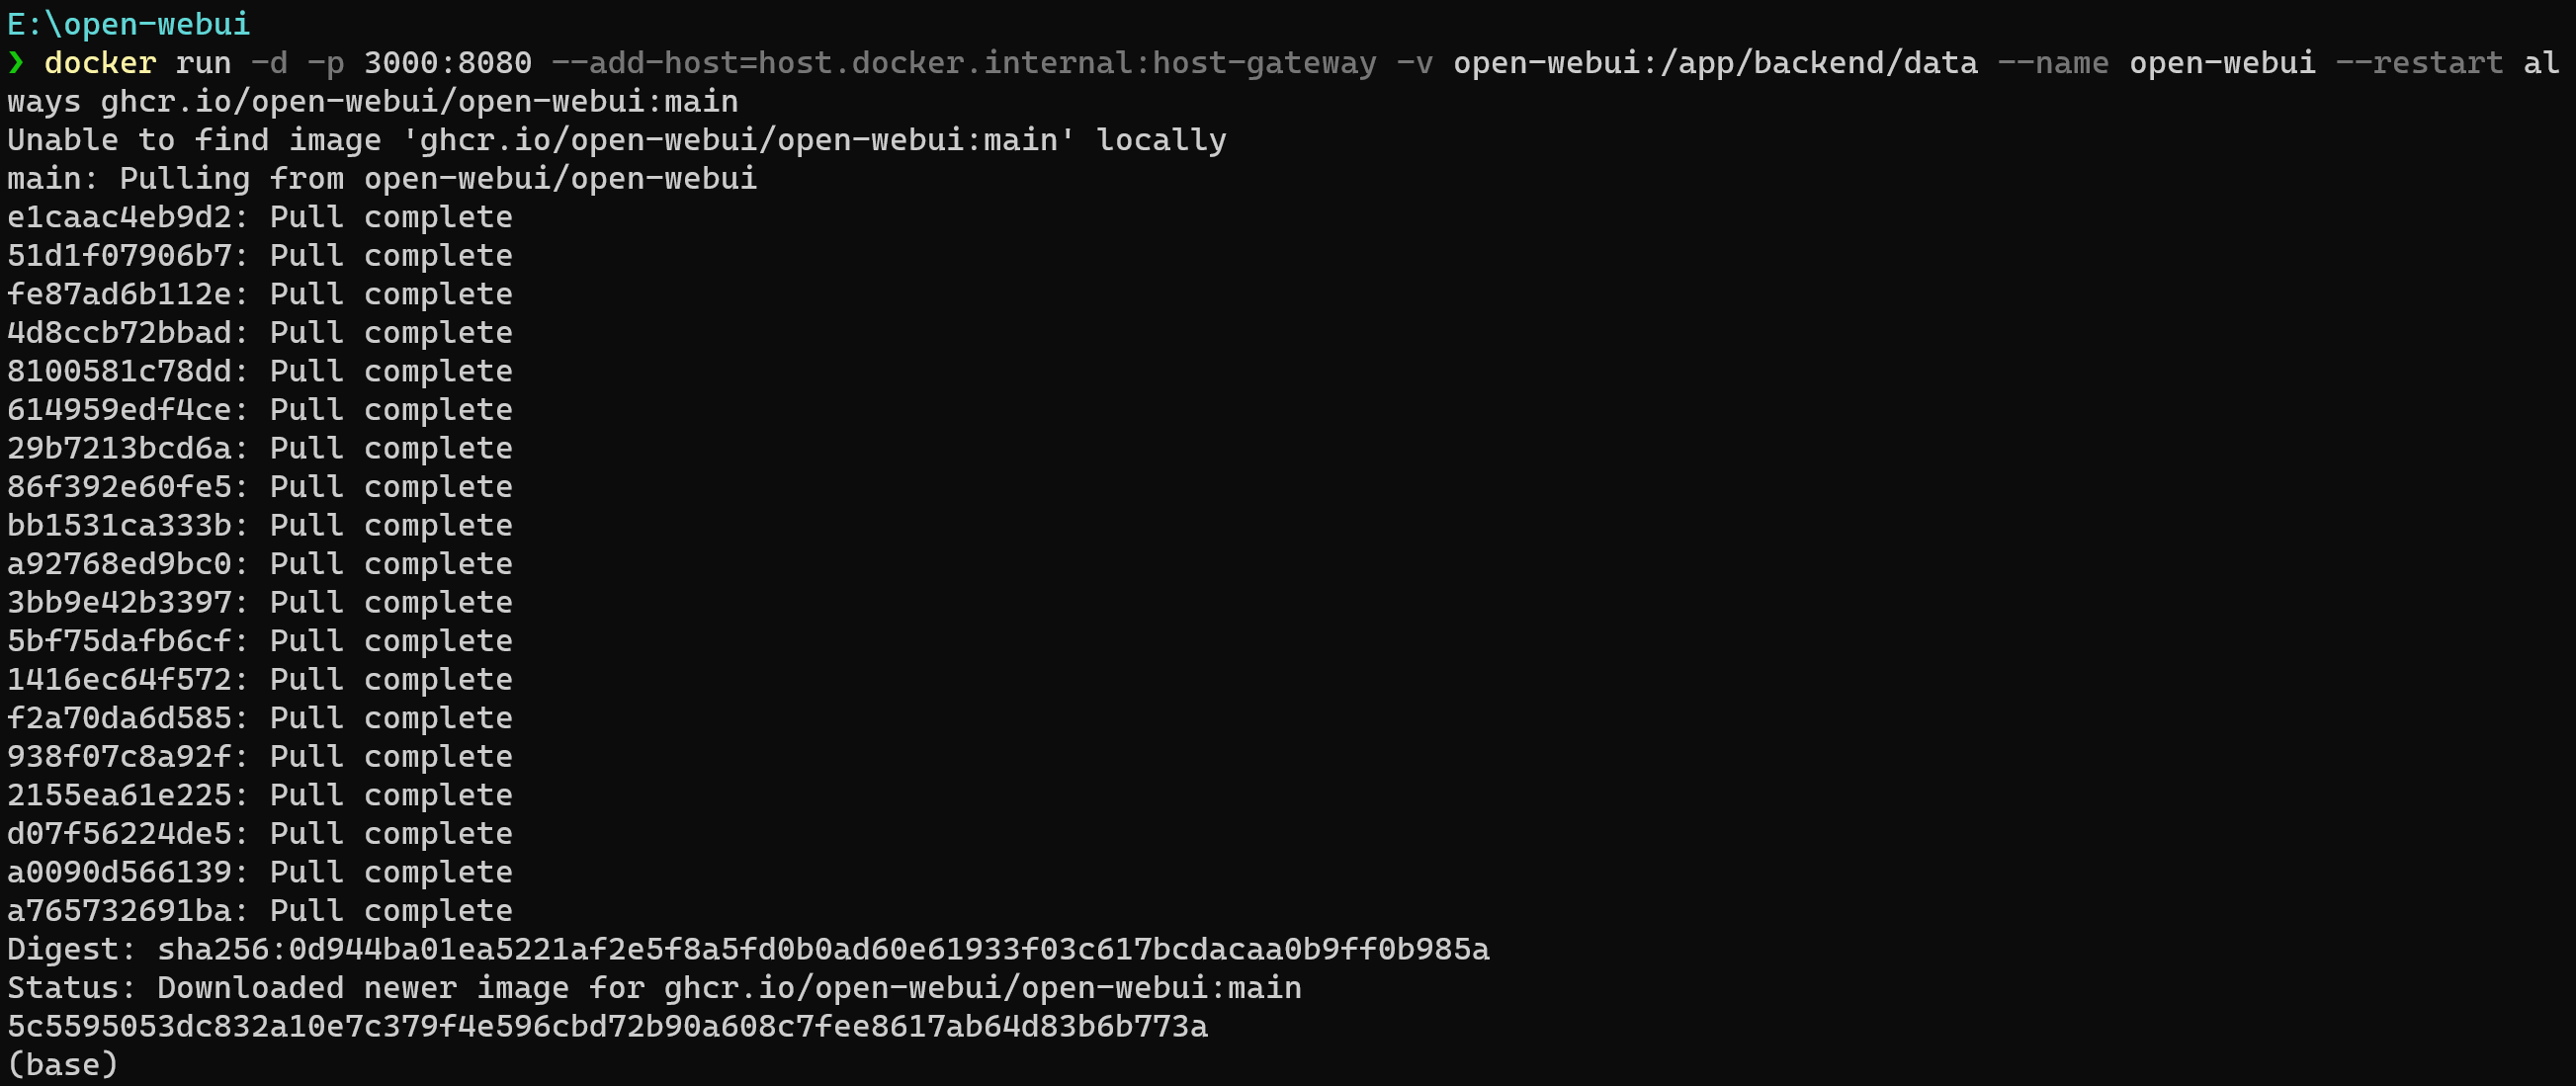 E:\open-webui
❯ docker run -d -p 3000:8080 --add-host=host.docker.internal:host-gateway -v open-webui:/app/backend/data --name open-webui --restart al
ways ghcr.io/open-webui/open-webui:main
Unable to find image 'ghcr.io/open-webui/open-webui:main' locally
main: Pulling from open-webui/open-webui
e1caac4eb9d2: Pull complete
51d1f07906b7: Pull complete
fe87ad6b112e: Pull complete
4d8ccb72bbad: Pull complete
8100581c78dd: Pull complete
614959edf4ce: Pull complete
29b7213bcd6a: Pull complete
86f392e60fe5: Pull complete
bb1531ca333b: Pull complete
a92768ed9bc0: Pull complete
3bb9e42b3397: Pull complete
5bf75dafb6cf: Pull complete
1416ec64f572: Pull complete
f2a70da6d585: Pull complete
938f07c8a92f: Pull complete
2155ea61e225: Pull complete
d07f56224de5: Pull complete
a0090d566139: Pull complete
a765732691ba: Pull complete
Digest: sha256:0d944ba01ea5221af2e5f8a5fd0b0ad60e61933f03c617bcdacaa0b9ff0b985a
Status: Downloaded newer image for ghcr.io/open-webui/open-webui:main
5c5595053dc832a10e7c379f4e596cbd72b90a608c7fee8617ab64d83b6b773a
(base)